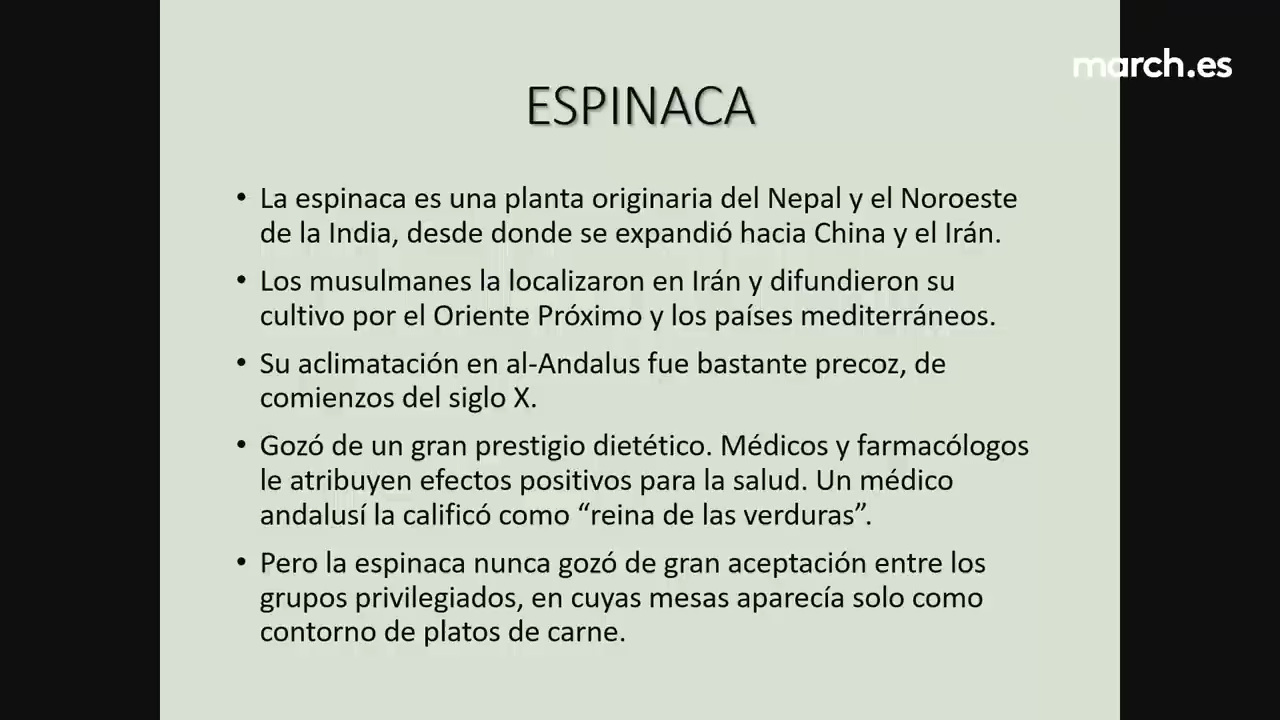 march.es
ESPINACA
• La espinaca es una planta originaria del Nepal y el Noroeste
de la India, desde donde se expandió hacia China y el Irán.
• Los musulmanes la localizaron en Irán y difundieron su
cultivo por el Oriente Próximo y los países mediterráneos.
• Su aclimatación en al-Andalus fue bastante precoz, de
comienzos del siglo X.
• Gozó de un gran prestigio dietético. Médicos y farmacólogos
le atribuyen efectos positivos para la salud. Un médico
andalusí la calificó como “reina de las verduras”.
• Pero la espinaca nunca gozó de gran aceptación entre los
grupos privilegiados, en cuyas mesas aparecía solo como
contorno de platos de carne.